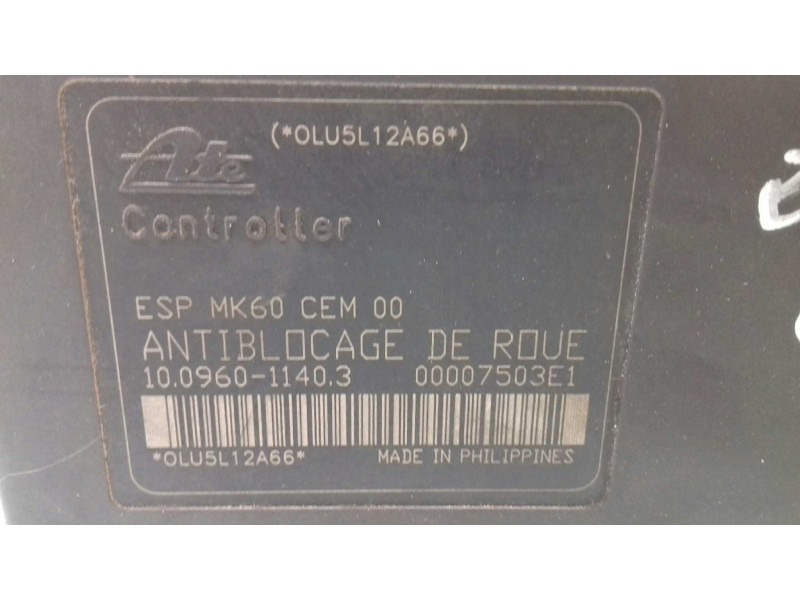 (*OLU5L12A66*)
Ate
Controller
ESP MK60 CEM 00
ANTIBLOCAGE DE ROUE
10.0960-1140.3 00007503E1
*OLU5L12A66* MADE IN PHILIPPINES